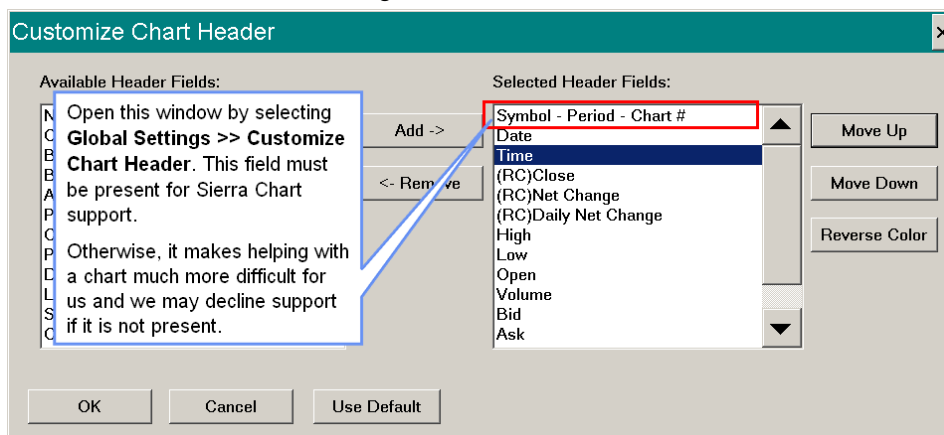 Customize Chart Header
Available Header Fields:
Selected Header Fields:
Open this window by selecting
Global Settings >> Customize
Chart Header. This field must
be present for Sierra Chart
support.
Otherwise, it makes helping with
a chart much more difficult for
us and we may decline support
if it is not present.
Add ->
<- Remove
Symbol - Period - Chart #
Date
Time
(RC)Close
(RC)Net Change
(RC)Daily Net Change
High
Low
Open
Volume
Bid
Ask
Move Up
Move Down
Reverse Color
OK
Cancel
Use Default